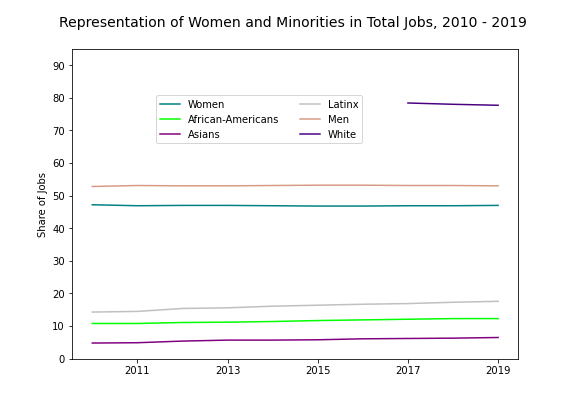 Representation of Women and Minorities in Total Jobs, 2010 - 2019
Share of Jobs
90
80
70
60
50
40
30
20
10
0
Women
African-Americans
Asians
Latinx
Men
White
2011 2013 2015 2017 2019